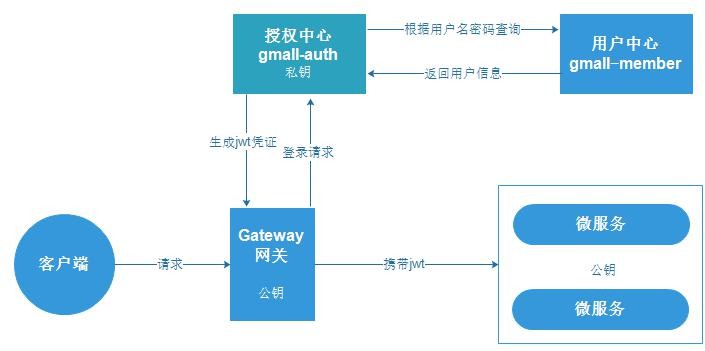 授权中心
gmall-auth
私钥
根据用户名密码查询
返回用户信息
用户中心
gmall-member
生成jwt凭证
登录请求
客户端
请求
Gateway
网关
公钥
携带jwt
微服务
公钥
微服务